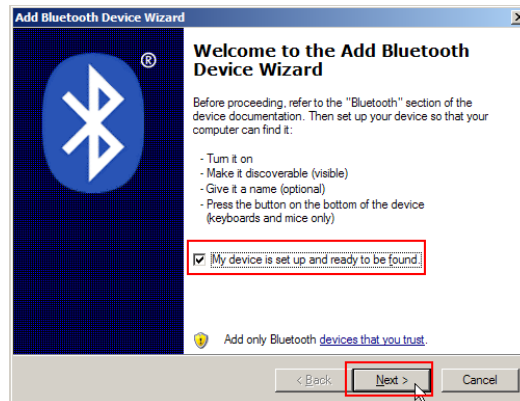 Add Bluetooth Device Wizard
®
Welcome to the Add Bluetooth
Device Wizard
Before proceeding, refer to the "Bluetooth" section of the
device documentation. Then set up your device so that your
computer can find it:
- Turn it on
- Make it discoverable (visible)
- Give it a name (optional)
- Press the button on the bottom of the device
(keyboards and mice only)
My device is set up and ready to be found.
Add only Bluetooth devices that you trust.
< Back Next > Cancel